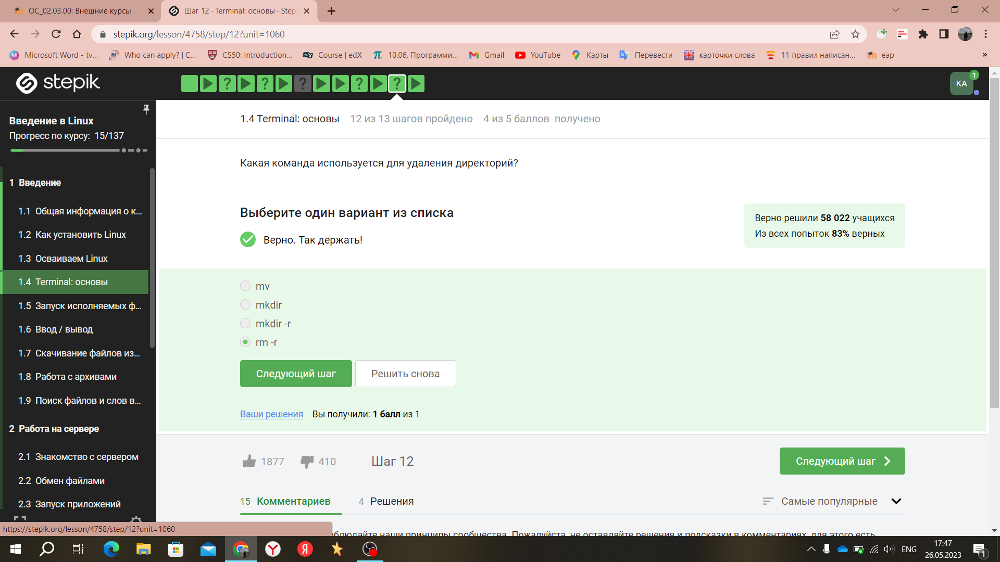 ОС_02.03.00: Внешние курсы
Шаг 12 · Terminal: основы · Step
stepik.org/lesson/4758/step/12?unit=1060
Microsoft Word - tv...
Who can apply? | C...
CS50: Introduction...
edX
Course | edX
10.06. Программи...
Gmail
YouTube
Карты
Перевести
карточки слова
11 правил написан...
eap
»
stepik
KA
1
Введение в Linux
Прогресс по курсу: 15/137
1 Введение
1.1 Общая информация о к...
1.2 Как установить Linux
1.3 Осваиваем Linux
1.4 Terminal: основы
1.5 Запуск исполняемых ф...
1.6 Ввод / вывод
1.7 Скачивание файлов из...
1.8 Работа с архивами
1.9 Поиск файлов и слов в...
2 Работа на сервере
2.1 Знакомство с сервером
2.2 Обмен файлами
2.3 Запуск приложений
1.4 Terminal: основы 12 из 13 шагов пройдено 4 из 5 баллов получено
Какая команда используется для удаления директорий?
Выберите один вариант из списка
Верно. Так держать!
Верно решили 58 022 учащихся
Из всех попыток 83% верных
mv
mkdir
mkdir -r
rm -r
Следующий шаг
Решить снова
Ваши решения Вы получили: 1 балл из 1
1877
410
Шаг 12
Следующий шаг
15 Комментариев
4 Решения
Самые популярные
наши принципы сообщества. Пожалуйста, не оставляйте решения и подсказки в комментариях, для этого есть
https://stepik.org/lesson/4758/step/12?unit=1060
ENG
17:47
26.05.2023
1